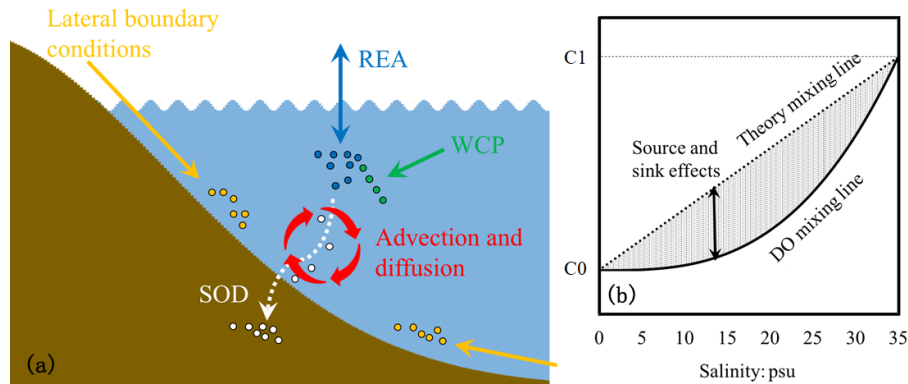 Lateral boundary
conditions
REA
WCP
Advection and
diffusion
SOD
(a)
C1
C0
Theory mixing line
Source and
sink effects
DO mixing line
(b)
0 5 10 15 20 25 30 35
Salinity: psu